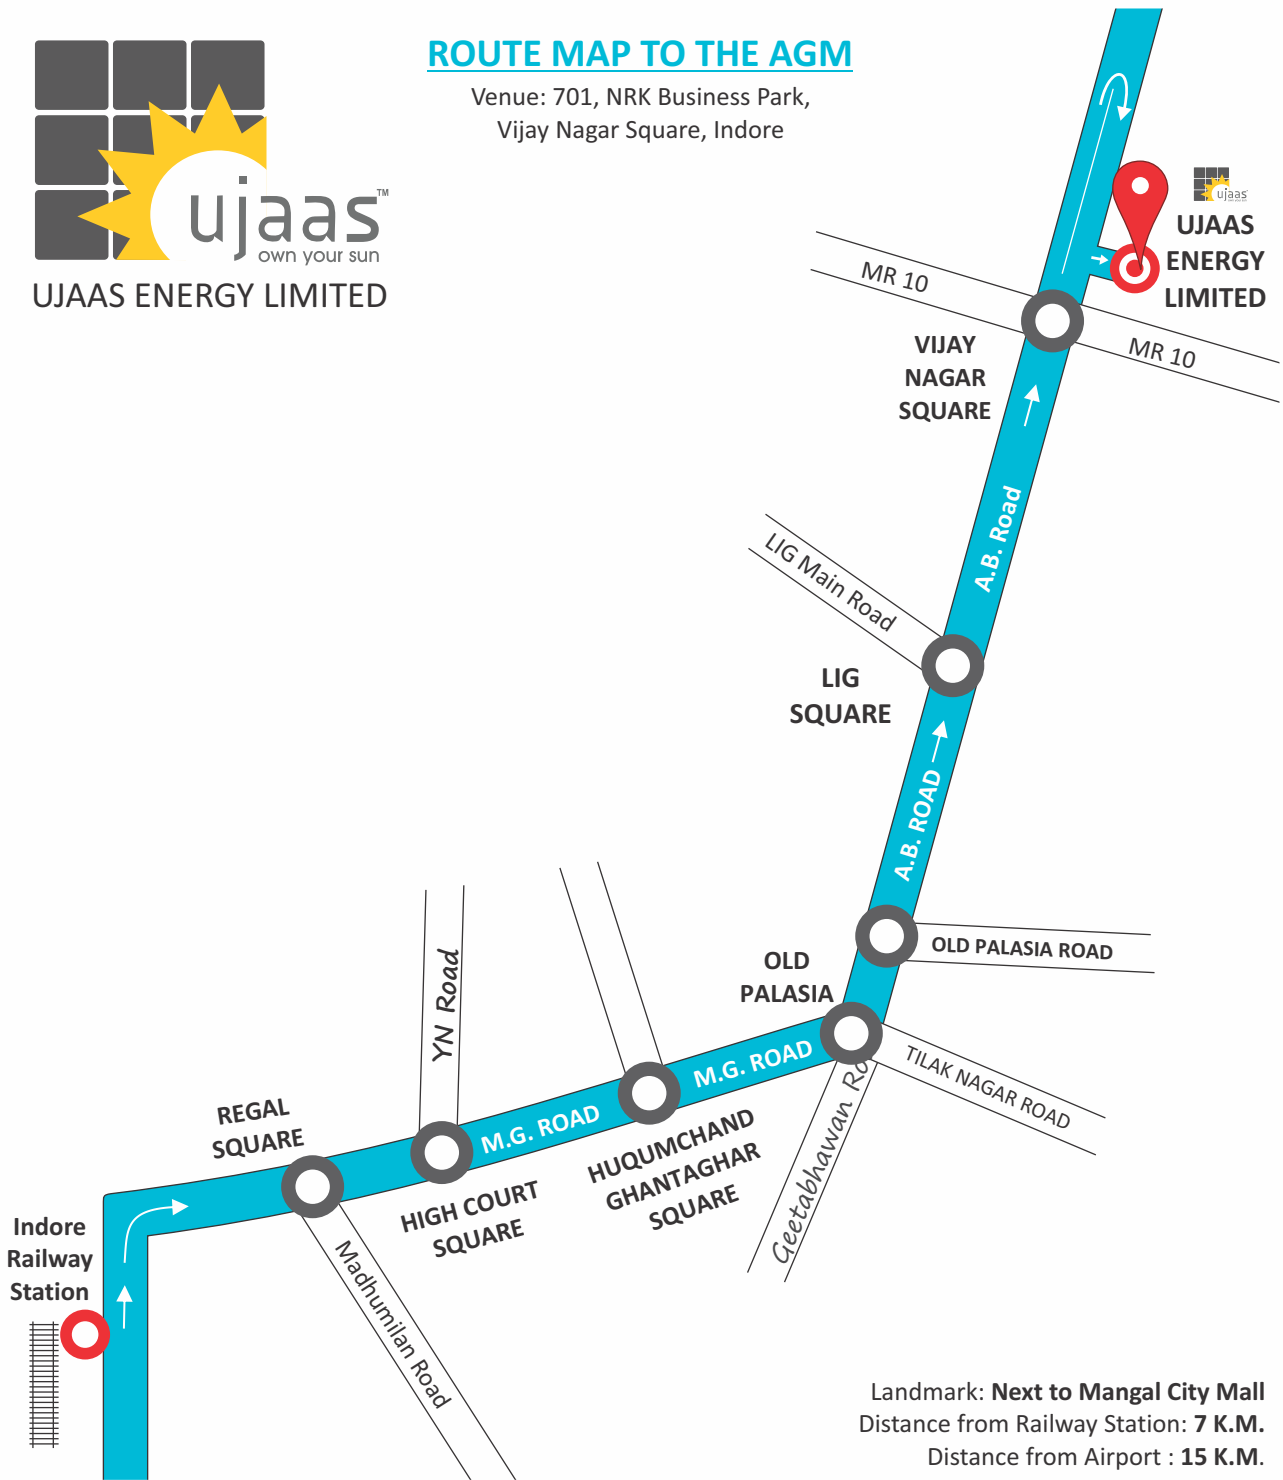 ROUTE MAP TO THE AGM
Venue: 701, NRK Business Park,
Vijay Nagar Square, Indore
ujaas™
own your sun
UJAAS ENERGY LIMITED
ujaas
UJAAS
ENERGY
LIMITED
MR 10
MR 10
VIJAY
NAGAR
SQUARE
A.B. Road
LIG Main Road
LIG
SQUARE
A.B. ROAD
OLD PALASIA ROAD
OLD
PALASIA
YN Road
M.G. ROAD
TILAK NAGAR ROAD
Geetabhawan Ro
REGAL
SQUARE
M.G. ROAD
HUQUMCHAND
GHANTAGHAR
SQUARE
HIGH COURT
SQUARE
Indore
Railway
Station
Madhumilan Road
Landmark: Next to Mangal City Mall
Distance from Railway Station: 7 K.M.
Distance from Airport : 15 K.M.